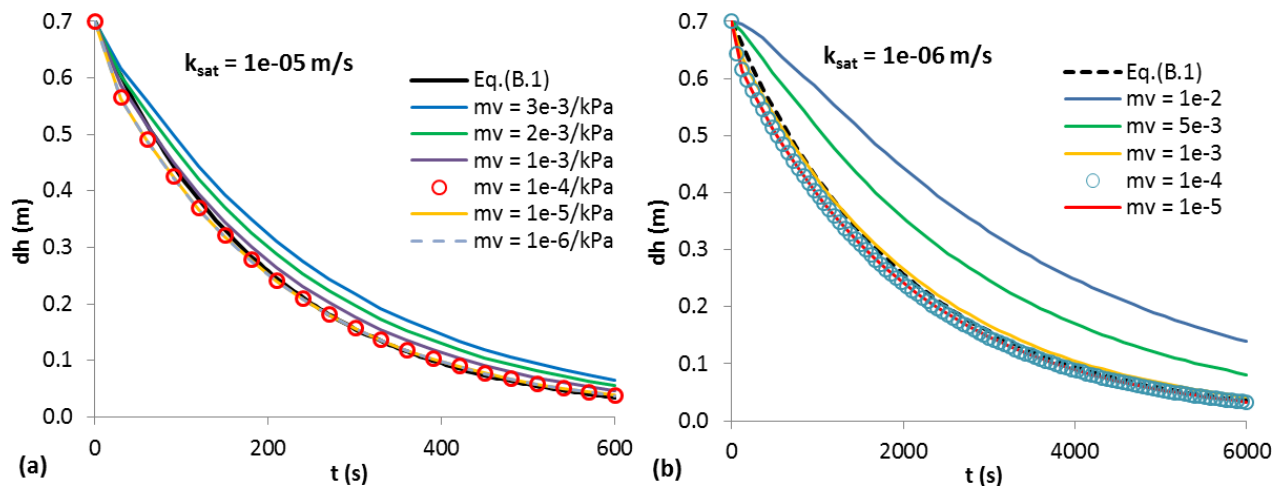 k_sat = 1e-05 m/s
Eq.(B.1)
mv = 3e-3/kPa
mv = 2e-3/kPa
mv = 1e-3/kPa
mv = 1e-4/kPa
mv = 1e-5/kPa
mv = 1e-6/kPa
dh (m)
0.7
0.6
0.5
0.4
0.3
0.2
0.1
0.0
0 200 400 600
t (s)
(a)
k_sat = 1e-06 m/s
Eq.(B.1)
mv = 1e-2
mv = 5e-3
mv = 1e-3
mv = 1e-4
mv = 1e-5
dh (m)
0.7
0.6
0.5
0.4
0.3
0.2
0.1
0.0
0 2000 4000 6000
t (s)
(b)